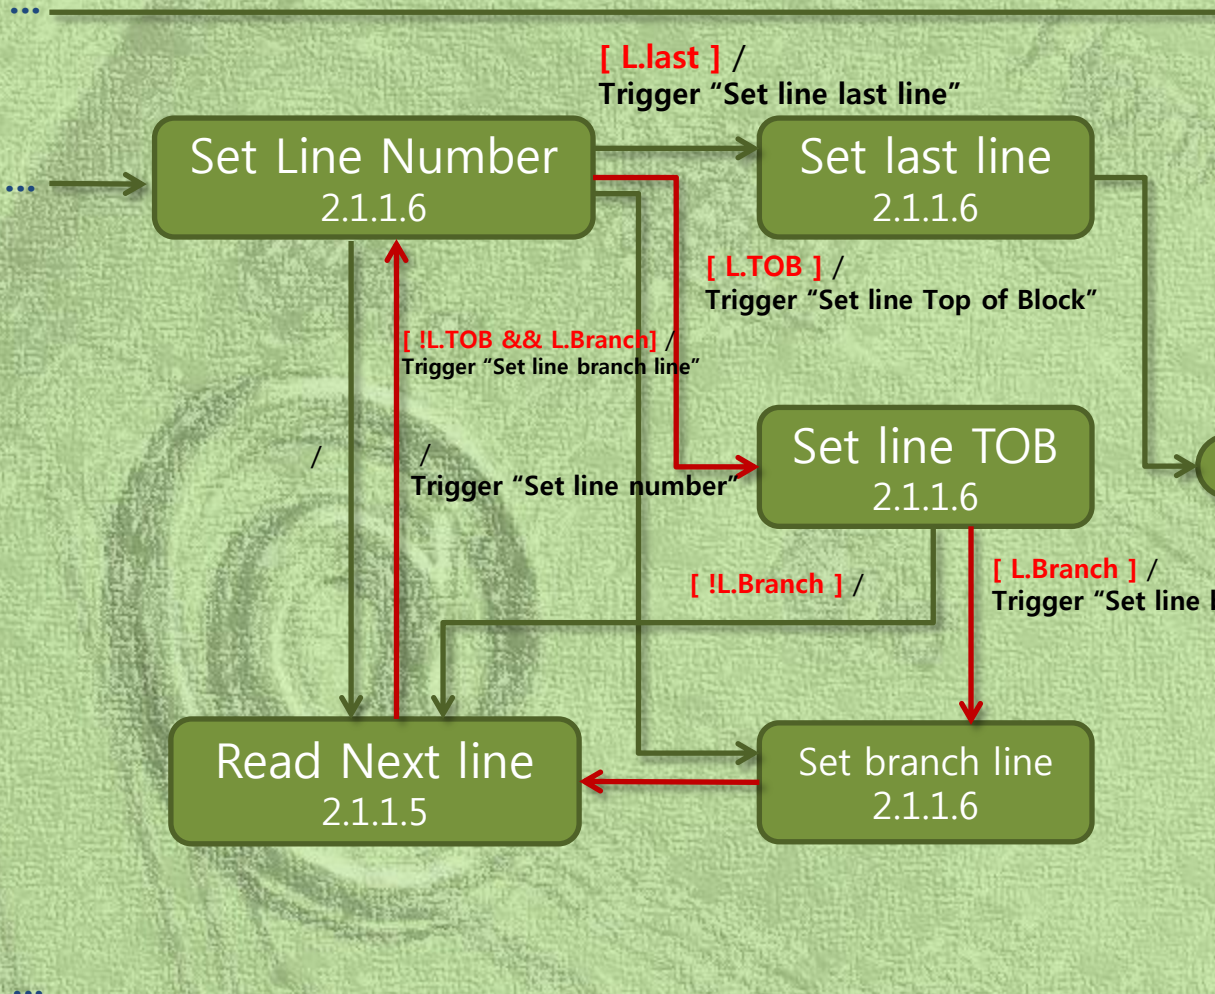 ...
[ L.last ] /
Trigger “Set line last line”
Set Line Number
2.1.1.6
Set last line
2.1.1.6
...
[ L.TOB ] /
Trigger “Set line Top of Block”
[ !L.TOB && L.Branch] /
Trigger “Set line branch line”
Set line TOB
2.1.1.6
/
/
Trigger “Set line number”
[ !L.Branch ] /
[ L.Branch ] /
Trigger “Set line
Read Next line
2.1.1.5
Set branch line
2.1.1.6
...